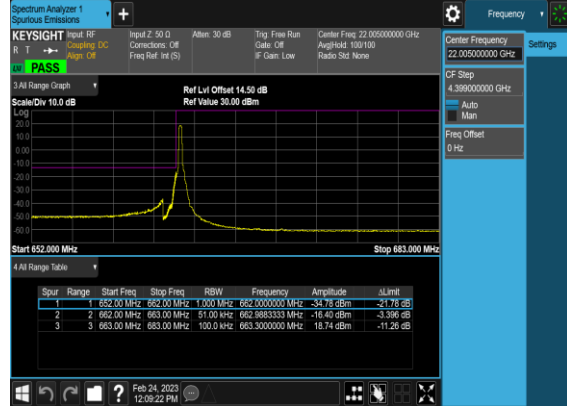 Spectrum Analyzer 1
Spurious Emissions
Frequency
KEYSIGHT
Input: RF
Coupling: DC
Align: Off
Input Z: 50 Ω
Corrections: Off
Freq Ref: Int (S)
Atten: 30 dB
Trig: Free Run
Gate: Off
IF Gain: Low
Center Freq: 22.005000000 GHz
Avg|Hold: 100/100
Radio Std: None
R T
LW PASS
3 All Range Graph
Ref Lvl Offset 14.50 dB
Scale/Div 10.0 dB
Ref Value 30.00 dBm
Log
20.0
10.0
0.00
-10.0
-20.0
-30.0
-40.0
-50.0
-60.0
Start 652.000 MHz
Stop 683.000 MHz
4 All Range Table
Spur Range Start Freq Stop Freq RBW Frequency Amplitude ΔLimit
1 1 652.00 MHz 662.00 MHz 1.000 MHz 662.0000000 MHz -34.78 dBm -21.78 dB
2 2 662.00 MHz 663.00 MHz 51.00 kHz 662.9883333 MHz -16.40 dBm -3.396 dB
3 3 663.00 MHz 683.00 MHz 100.0 kHz 663.3000000 MHz 18.74 dBm -11.26 dB
Center Frequency
22.005000000 GHz
Settings
CF Step
4.399000000 GHz
Auto
Man
Freq Offset
0 Hz
Feb 24, 2023
12:09:22 PM